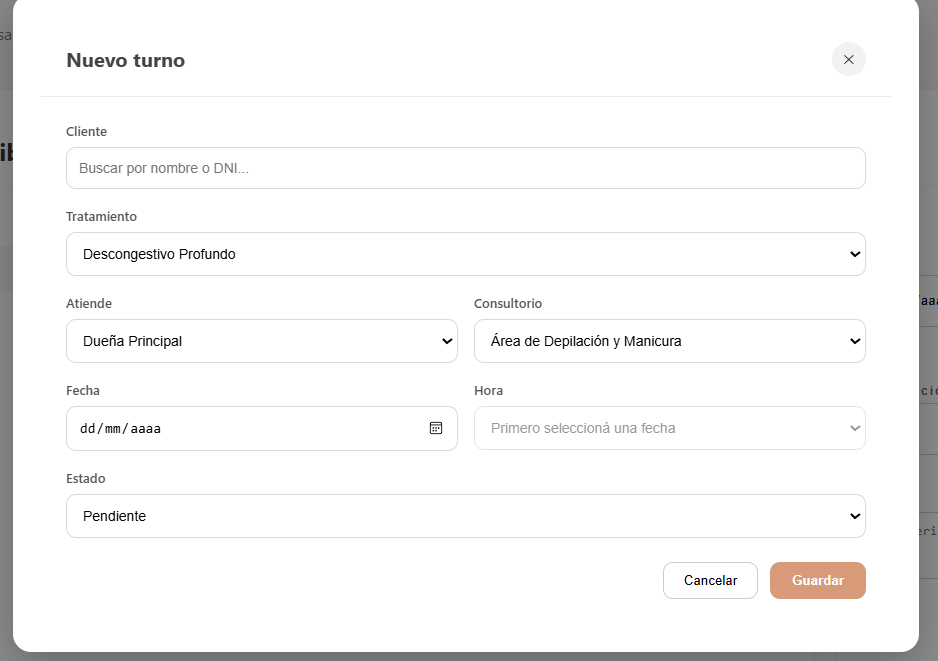 Nuevo turno
Cliente
Buscar por nombre o DNI...
Tratamiento
Descongestivo Profundo
Atiende
Consultorio
Dueña Principal
Área de Depilación y Manicura
Fecha
Hora
dd/mm/aaaa
Primero seleccioná una fecha
Estado
Pendiente
Cancelar
Guardar